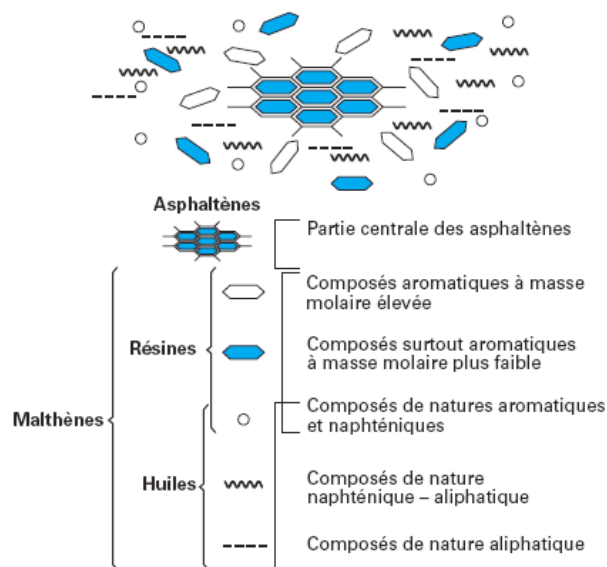 Asphaltènes
Partie centrale des asphaltènes
Malthènes
Résines
Composés aromatiques à masse
molaire élevée
Composés surtout aromatiques
à masse molaire plus faible
Composés de natures aromatiques
et naphténiques
Huiles
Composés de nature
naphténique – aliphatique
Composés de nature aliphatique